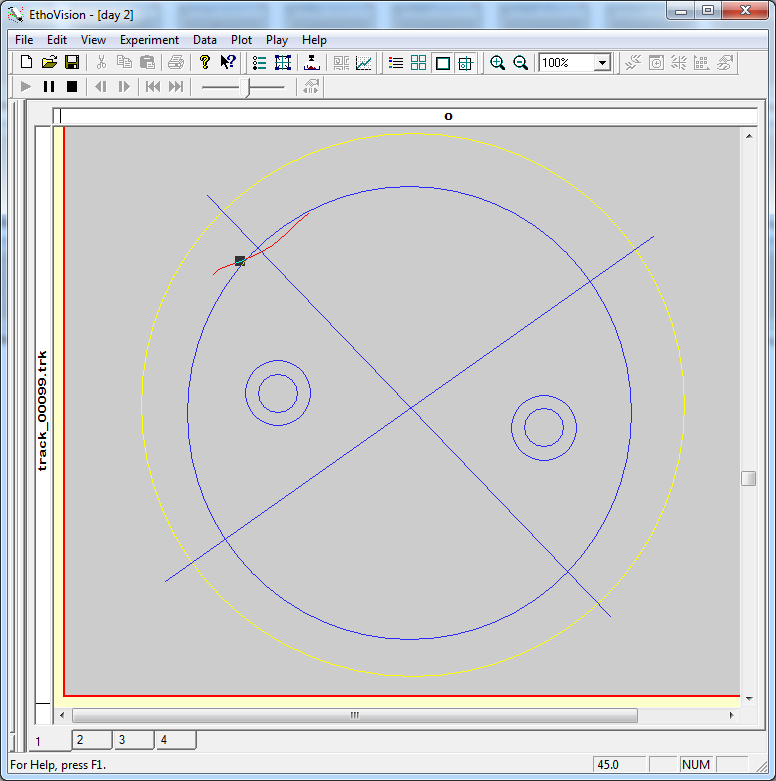 EthoVision - [day 2]
File Edit View Experiment Data Plot Play Help
100%
o
track_00099.trk
1 2 3 4
For Help, press F1.
45.0
NUM